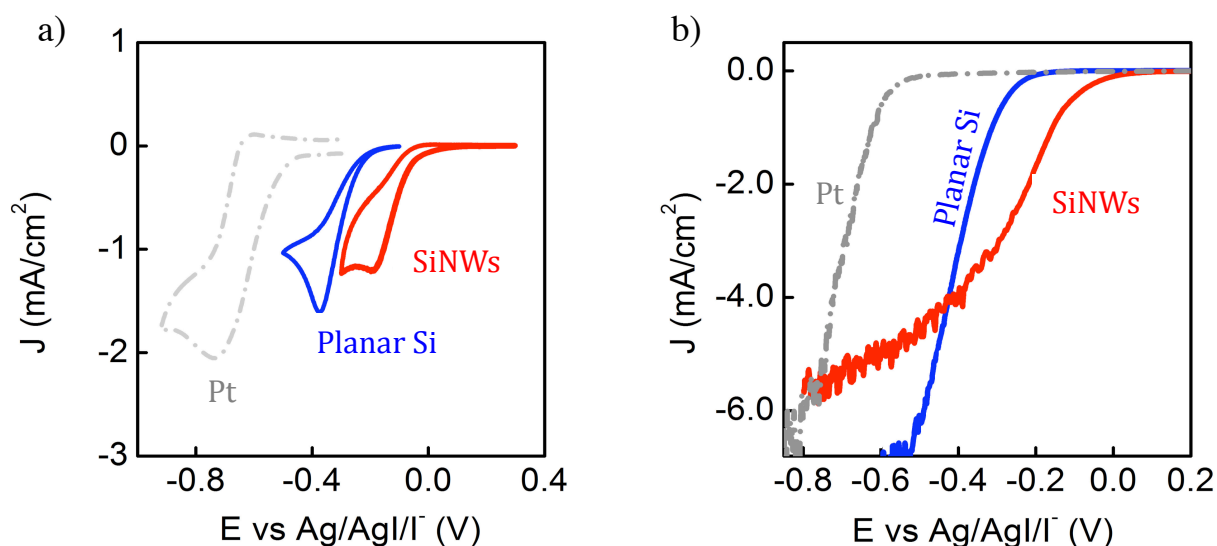 a)
J (mA/cm²)
1
0
-1
-2
-3
SiNWs
Planar Si
Pt
-0.8
-0.4
0.0
0.4
E vs Ag/AgI/I⁻ (V)
b)
J (mA/cm²)
0.0
-2.0
-4.0
-6.0
Pt
Planar Si
SiNWs
-0.8
-0.6
-0.4
-0.2
0.0
0.2
E vs Ag/AgI/I⁻ (V)